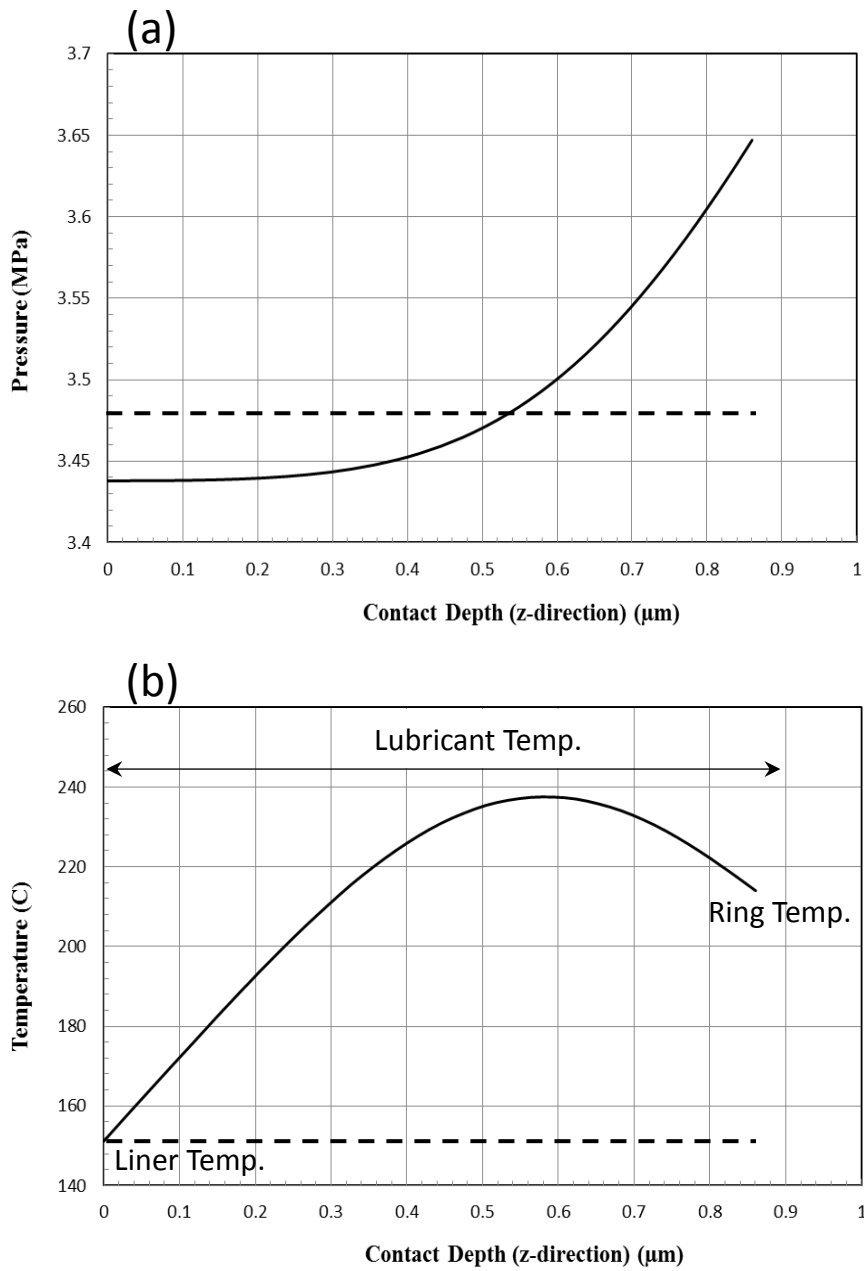 (a)
3.7
3.65
3.6
3.55
3.5
3.45
3.4
Pressure (MPa)
0 0.1 0.2 0.3 0.4 0.5 0.6 0.7 0.8 0.9 1
Contact Depth (z-direction) (μm)
(b)
260
240
220
200
180
160
140
Temperature (C)
Lubricant Temp.
Ring Temp.
Liner Temp.
0 0.1 0.2 0.3 0.4 0.5 0.6 0.7 0.8 0.9 1
Contact Depth (z-direction) (μm)